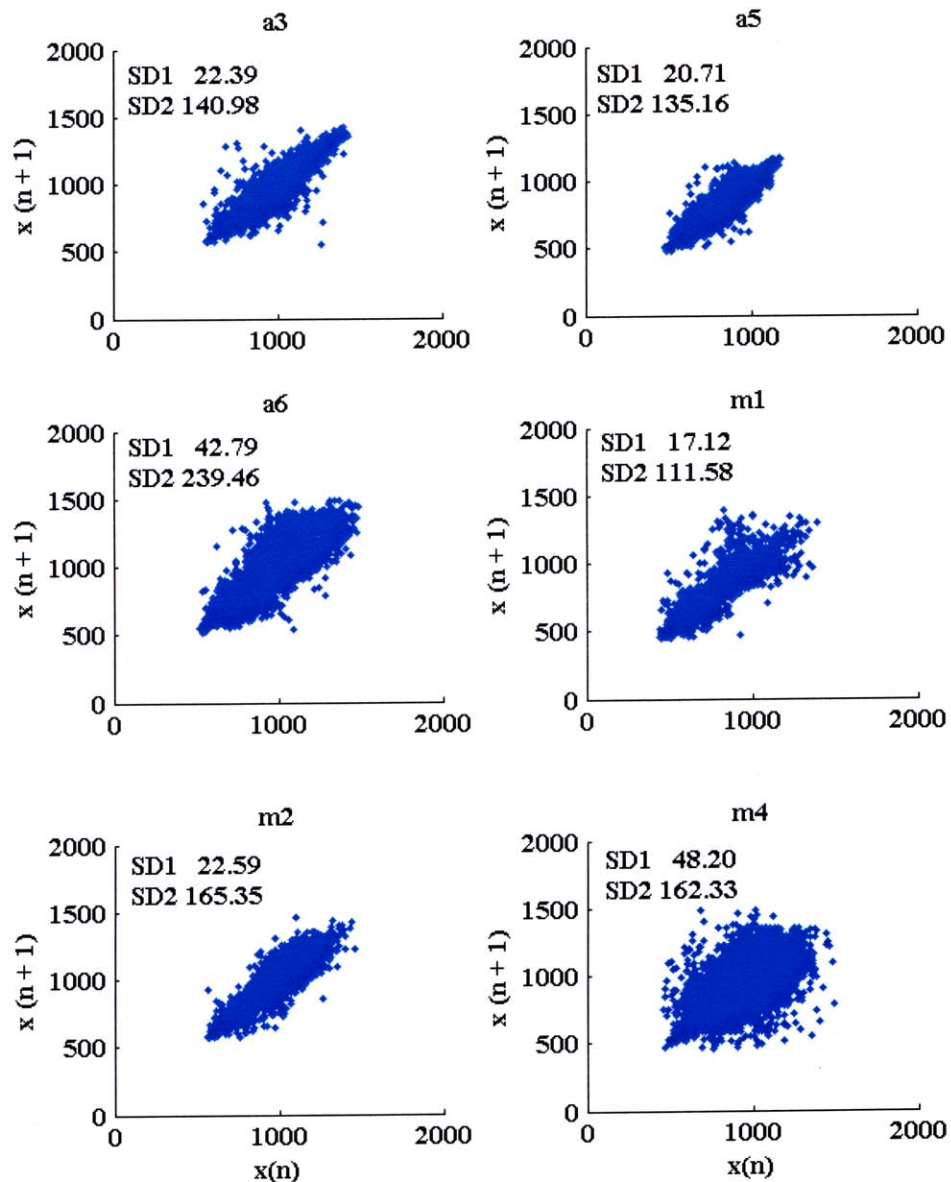 a3
2000
SD1 22.39
SD2 140.98
1500
1000
500
0
x (n + 1)
0 1000 2000
a5
2000
SD1 20.71
SD2 135.16
1500
1000
500
0
x (n + 1)
0 1000 2000
a6
2000
SD1 42.79
SD2 239.46
1500
1000
500
0
x (n + 1)
0 1000 2000
m1
2000
SD1 17.12
SD2 111.58
1500
1000
500
0
x (n + 1)
0 1000 2000
m2
2000
SD1 22.59
SD2 165.35
1500
1000
500
0
x (n + 1)
0 1000 2000
x(n)
m4
2000
SD1 48.20
SD2 162.33
1500
1000
500
0
x (n + 1)
0 1000 2000
x(n)